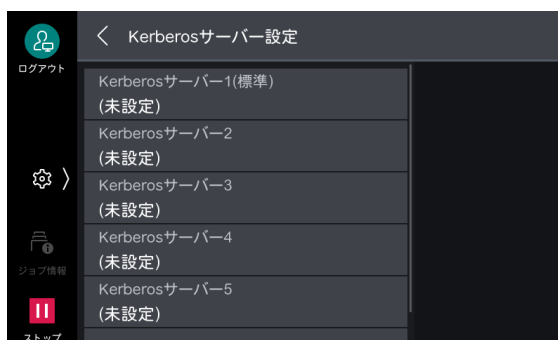 Kerberosサーバー設定
ログアウト
Kerberosサーバー1(標準)
(未設定)
Kerberosサーバー2
(未設定)
Kerberosサーバー3
(未設定)
Kerberosサーバー4
(未設定)
ジョブ情報
Kerberosサーバー5
(未設定)
ストップ